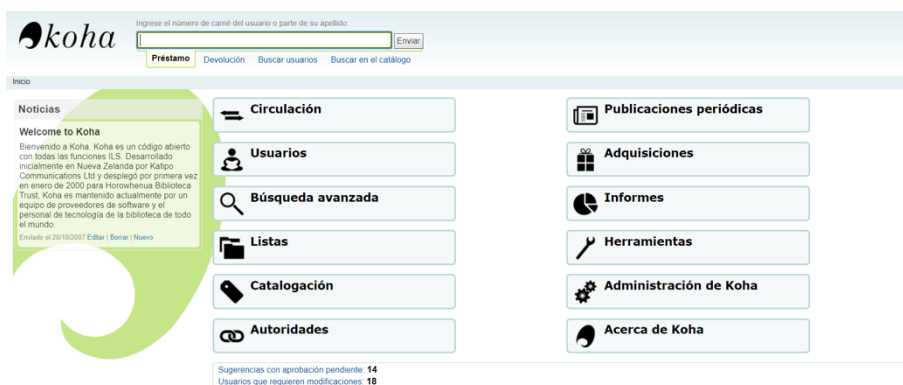 koha
Ingrese el número de carné del usuario o parte de su apellido:
Enviar
Préstamo Devolución Buscar usuarios Buscar en el catálogo
Inicio
Noticias
Welcome to Koha
Bienvenido a Koha. Koha es un código abierto
con todas las funciones ILS. Desarrollado
inicialmente en Nueva Zelanda por Katipo
Communications Ltd y desplegó por primera vez
en enero de 2000 para Horowhenua Biblioteca
Trust, Koha es mantenido actualmente por un
equipo de proveedores de software y el
personal de tecnología de la biblioteca de todo
el mundo.
Enviado el 28/10/2007 Editar | Borrar | Nuevo
Circulación
Usuarios
Búsqueda avanzada
Listas
Catalogación
Autoridades
Publicaciones periódicas
Adquisiciones
Informes
Herramientas
Administración de Koha
Acerca de Koha
Sugerencias con aprobación pendiente: 14
Usuarios que requieren modificaciones: 18